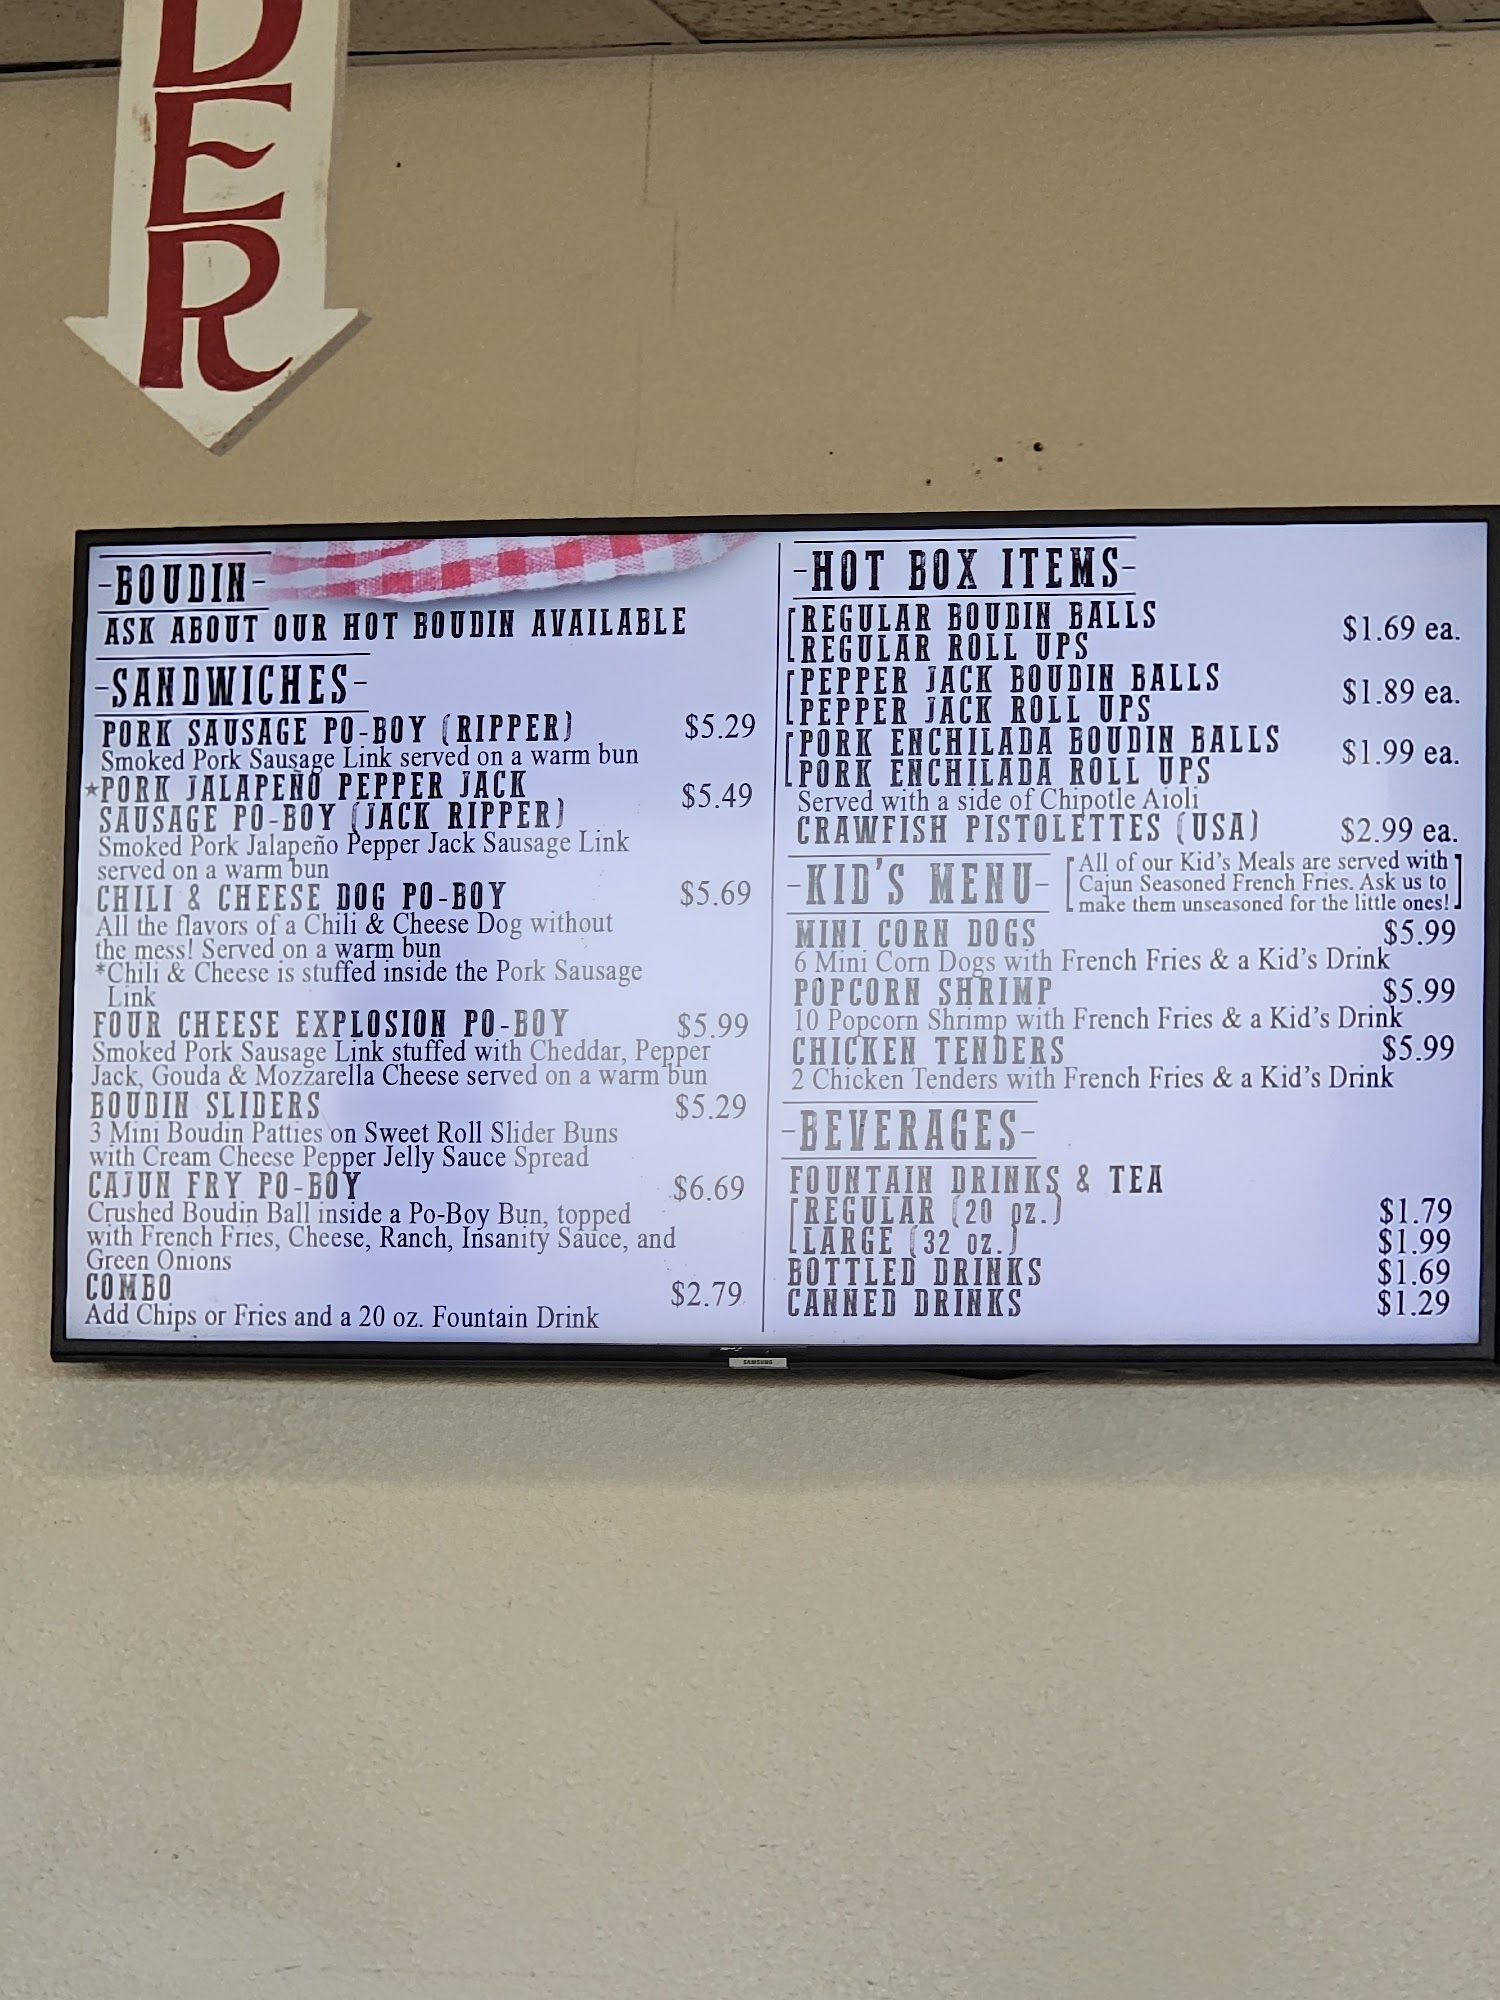 DER
-BOUDIN-
ASK ABOUT OUR HOT BOUDIN AVAILABLE
-SANDWICHES-
PORK SAUSAGE PO-BOY (RIPPER) $5.29
Smoked Pork Sausage Link served on a warm bun
★PORK JALAPEÑO PEPPER JACK
SAUSAGE PO-BOY (JACK RIPPER) $5.49
Smoked Pork Jalapeño Pepper Jack Sausage Link
served on a warm bun
CHILI & CHEESE DOG PO-BOY $5.69
All the flavors of a Chili & Cheese Dog without
the mess! Served on a warm bun
*Chili & Cheese is stuffed inside the Pork Sausage
Link
FOUR CHEESE EXPLOSION PO-BOY $5.99
Smoked Pork Sausage Link stuffed with Cheddar, Pepper
Jack, Gouda & Mozzarella Cheese served on a warm bun
BOUDIN SLIDERS $5.29
3 Mini Boudin Patties on Sweet Roll Slider Buns
with Cream Cheese Pepper Jelly Sauce Spread
CAJUN FRY PO-BOY $6.69
Crushed Boudin Ball inside a Po-Boy Bun, topped
with French Fries, Cheese, Ranch, Insanity Sauce, and
Green Onions
COMBO $2.79
Add Chips or Fries and a 20 oz. Fountain Drink
-HOT BOX ITEMS-
REGULAR BOUDIN BALLS
REGULAR ROLL UPS $1.69 ea.
PEPPER JACK BOUDIN BALLS
PEPPER JACK ROLL UPS $1.89 ea.
PORK ENCHILADA BOUDIN BALLS
PORK ENCHILADA ROLL UPS $1.99 ea.
Served with a side of Chipotle Aioli
CRAWFISH PISTOLETTES (USA) $2.99 ea.
-KID'S MENU-
[All of our Kid's Meals are served with
Cajun Seasoned French Fries. Ask us to
make them unseasoned for the little ones!]
MINI CORN DOGS $5.99
6 Mini Corn Dogs with French Fries & a Kid's Drink
POPCORN SHRIMP $5.99
10 Popcorn Shrimp with French Fries & a Kid's Drink
CHICKEN TENDERS $5.99
2 Chicken Tenders with French Fries & a Kid's Drink
-BEVERAGES-
FOUNTAIN DRINKS & TEA
REGULAR (20 oz.) $1.79
LARGE (32 oz.) $1.99
BOTTLED DRINKS $1.69
CANNED DRINKS $1.29
SAMSUNG